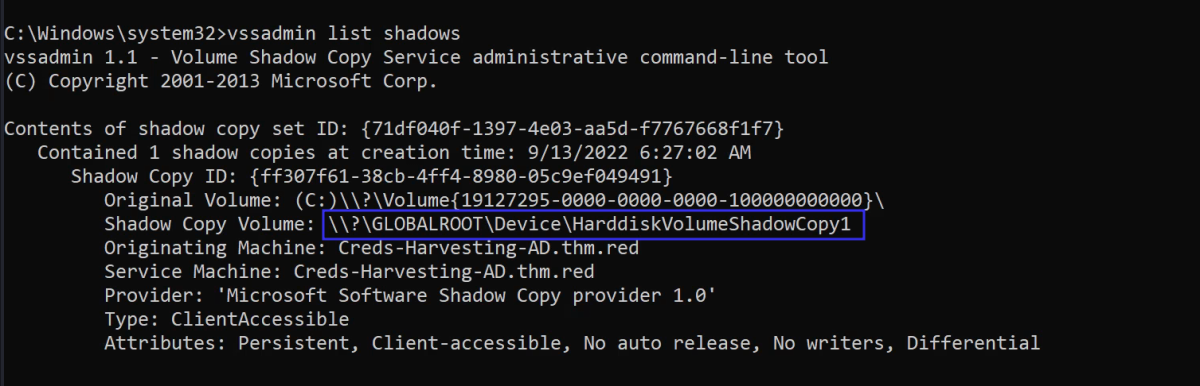 C:\Windows\system32>vssadmin list shadows
vssadmin 1.1 - Volume Shadow Copy Service administrative command-line tool
(C) Copyright 2001-2013 Microsoft Corp.
Contents of shadow copy set ID: {71df040f-1397-4e03-aa5d-f7767668f1f7}
Contained 1 shadow copies at creation time: 9/13/2022 6:27:02 AM
Shadow Copy ID: {ff307f61-38cb-4ff4-8980-05c9ef049491}
Original Volume: (C:)\\?\Volume{19127295-0000-0000-0000-100000000000}\
Shadow Copy Volume: \\?\GLOBALROOT\Device\HarddiskVolumeShadowCopy1
Originating Machine: Creds-Harvesting-AD.thm.red
Service Machine: Creds-Harvesting-AD.thm.red
Provider: 'Microsoft Software Shadow Copy provider 1.0'
Type: ClientAccessible
Attributes: Persistent, Client-accessible, No auto release, No writers, Differential